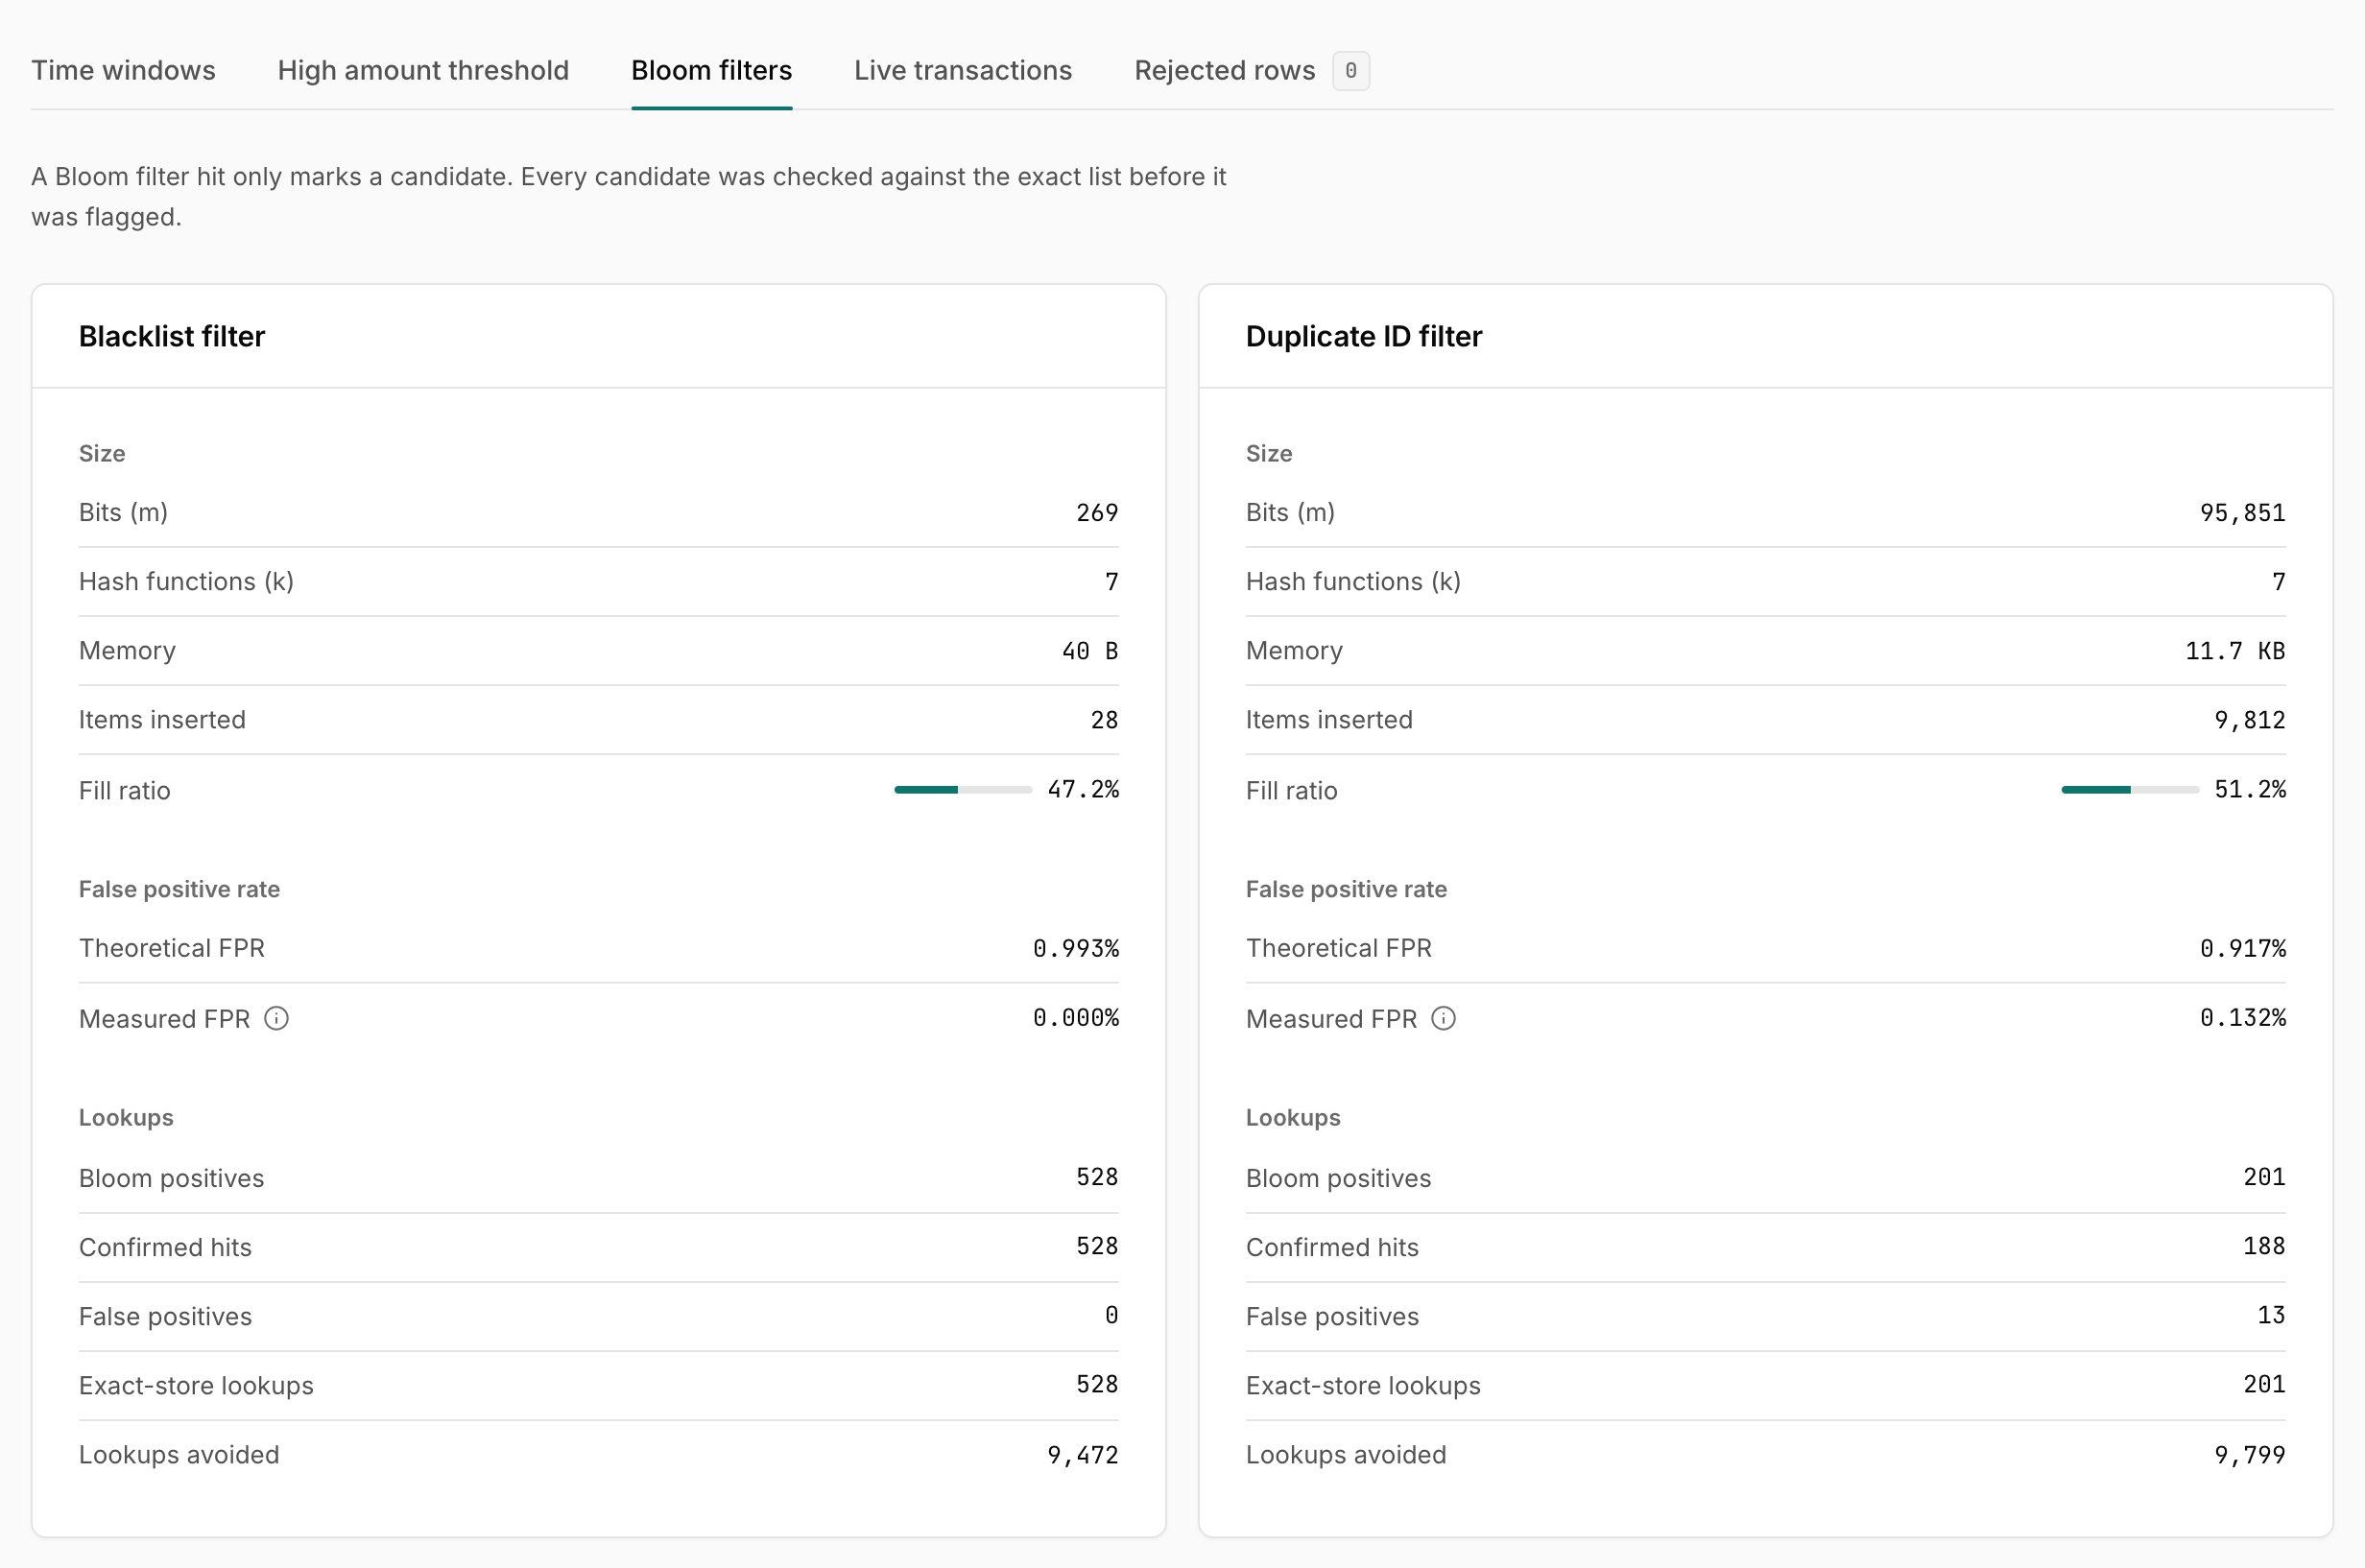 Time windows
High amount threshold
Bloom filters
Live transactions
Rejected rows 0
A Bloom filter hit only marks a candidate. Every candidate was checked against the exact list before it
was flagged.
Blacklist filter
Size
Bits (m) 269
Hash functions (k) 7
Memory 40 B
Items inserted 28
Fill ratio 47.2%
False positive rate
Theoretical FPR 0.993%
Measured FPR 0.000%
Lookups
Bloom positives 528
Confirmed hits 528
False positives 0
Exact-store lookups 528
Lookups avoided 9,472
Duplicate ID filter
Size
Bits (m) 95,851
Hash functions (k) 7
Memory 11.7 KB
Items inserted 9,812
Fill ratio 51.2%
False positive rate
Theoretical FPR 0.917%
Measured FPR 0.132%
Lookups
Bloom positives 201
Confirmed hits 188
False positives 13
Exact-store lookups 201
Lookups avoided 9,799